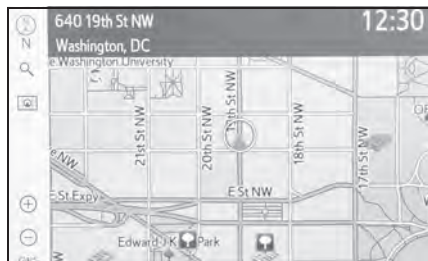 640 19th St NW
12:30
Washington, DC
N
e Washington University
21st St NW
20th St NW
19th St NW
18th St NW
17th St NW
E St Expy
E St NW
Edward J K Park